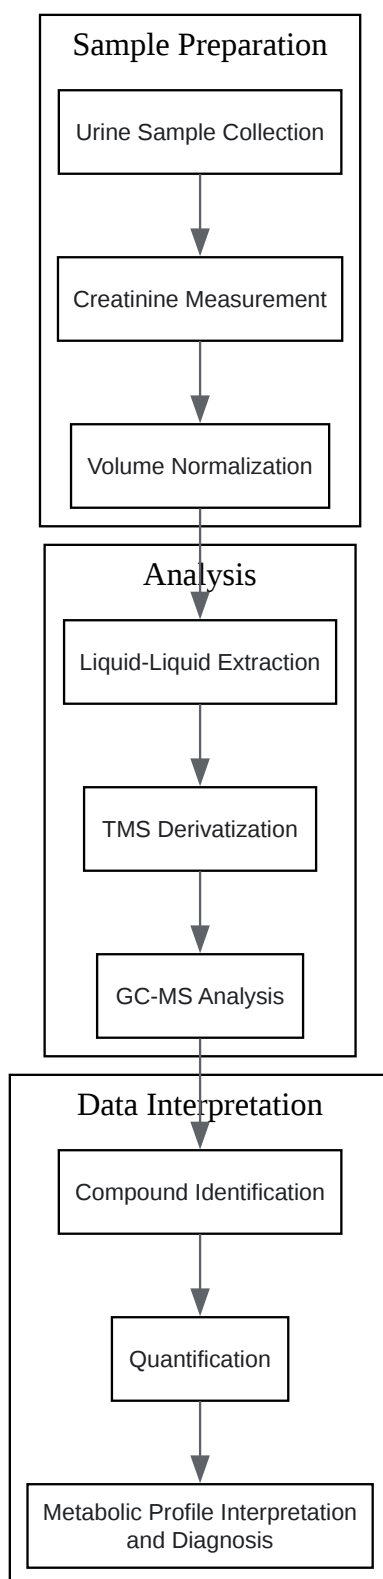 Sample Preparation
Urine Sample Collection
Creatinine Measurement
Volume Normalization
Analysis
Liquid-Liquid Extraction
TMS Derivatization
GC-MS Analysis
Data Interpretation
Compound Identification
Quantification
Metabolic Profile Interpretation
and Diagnosis